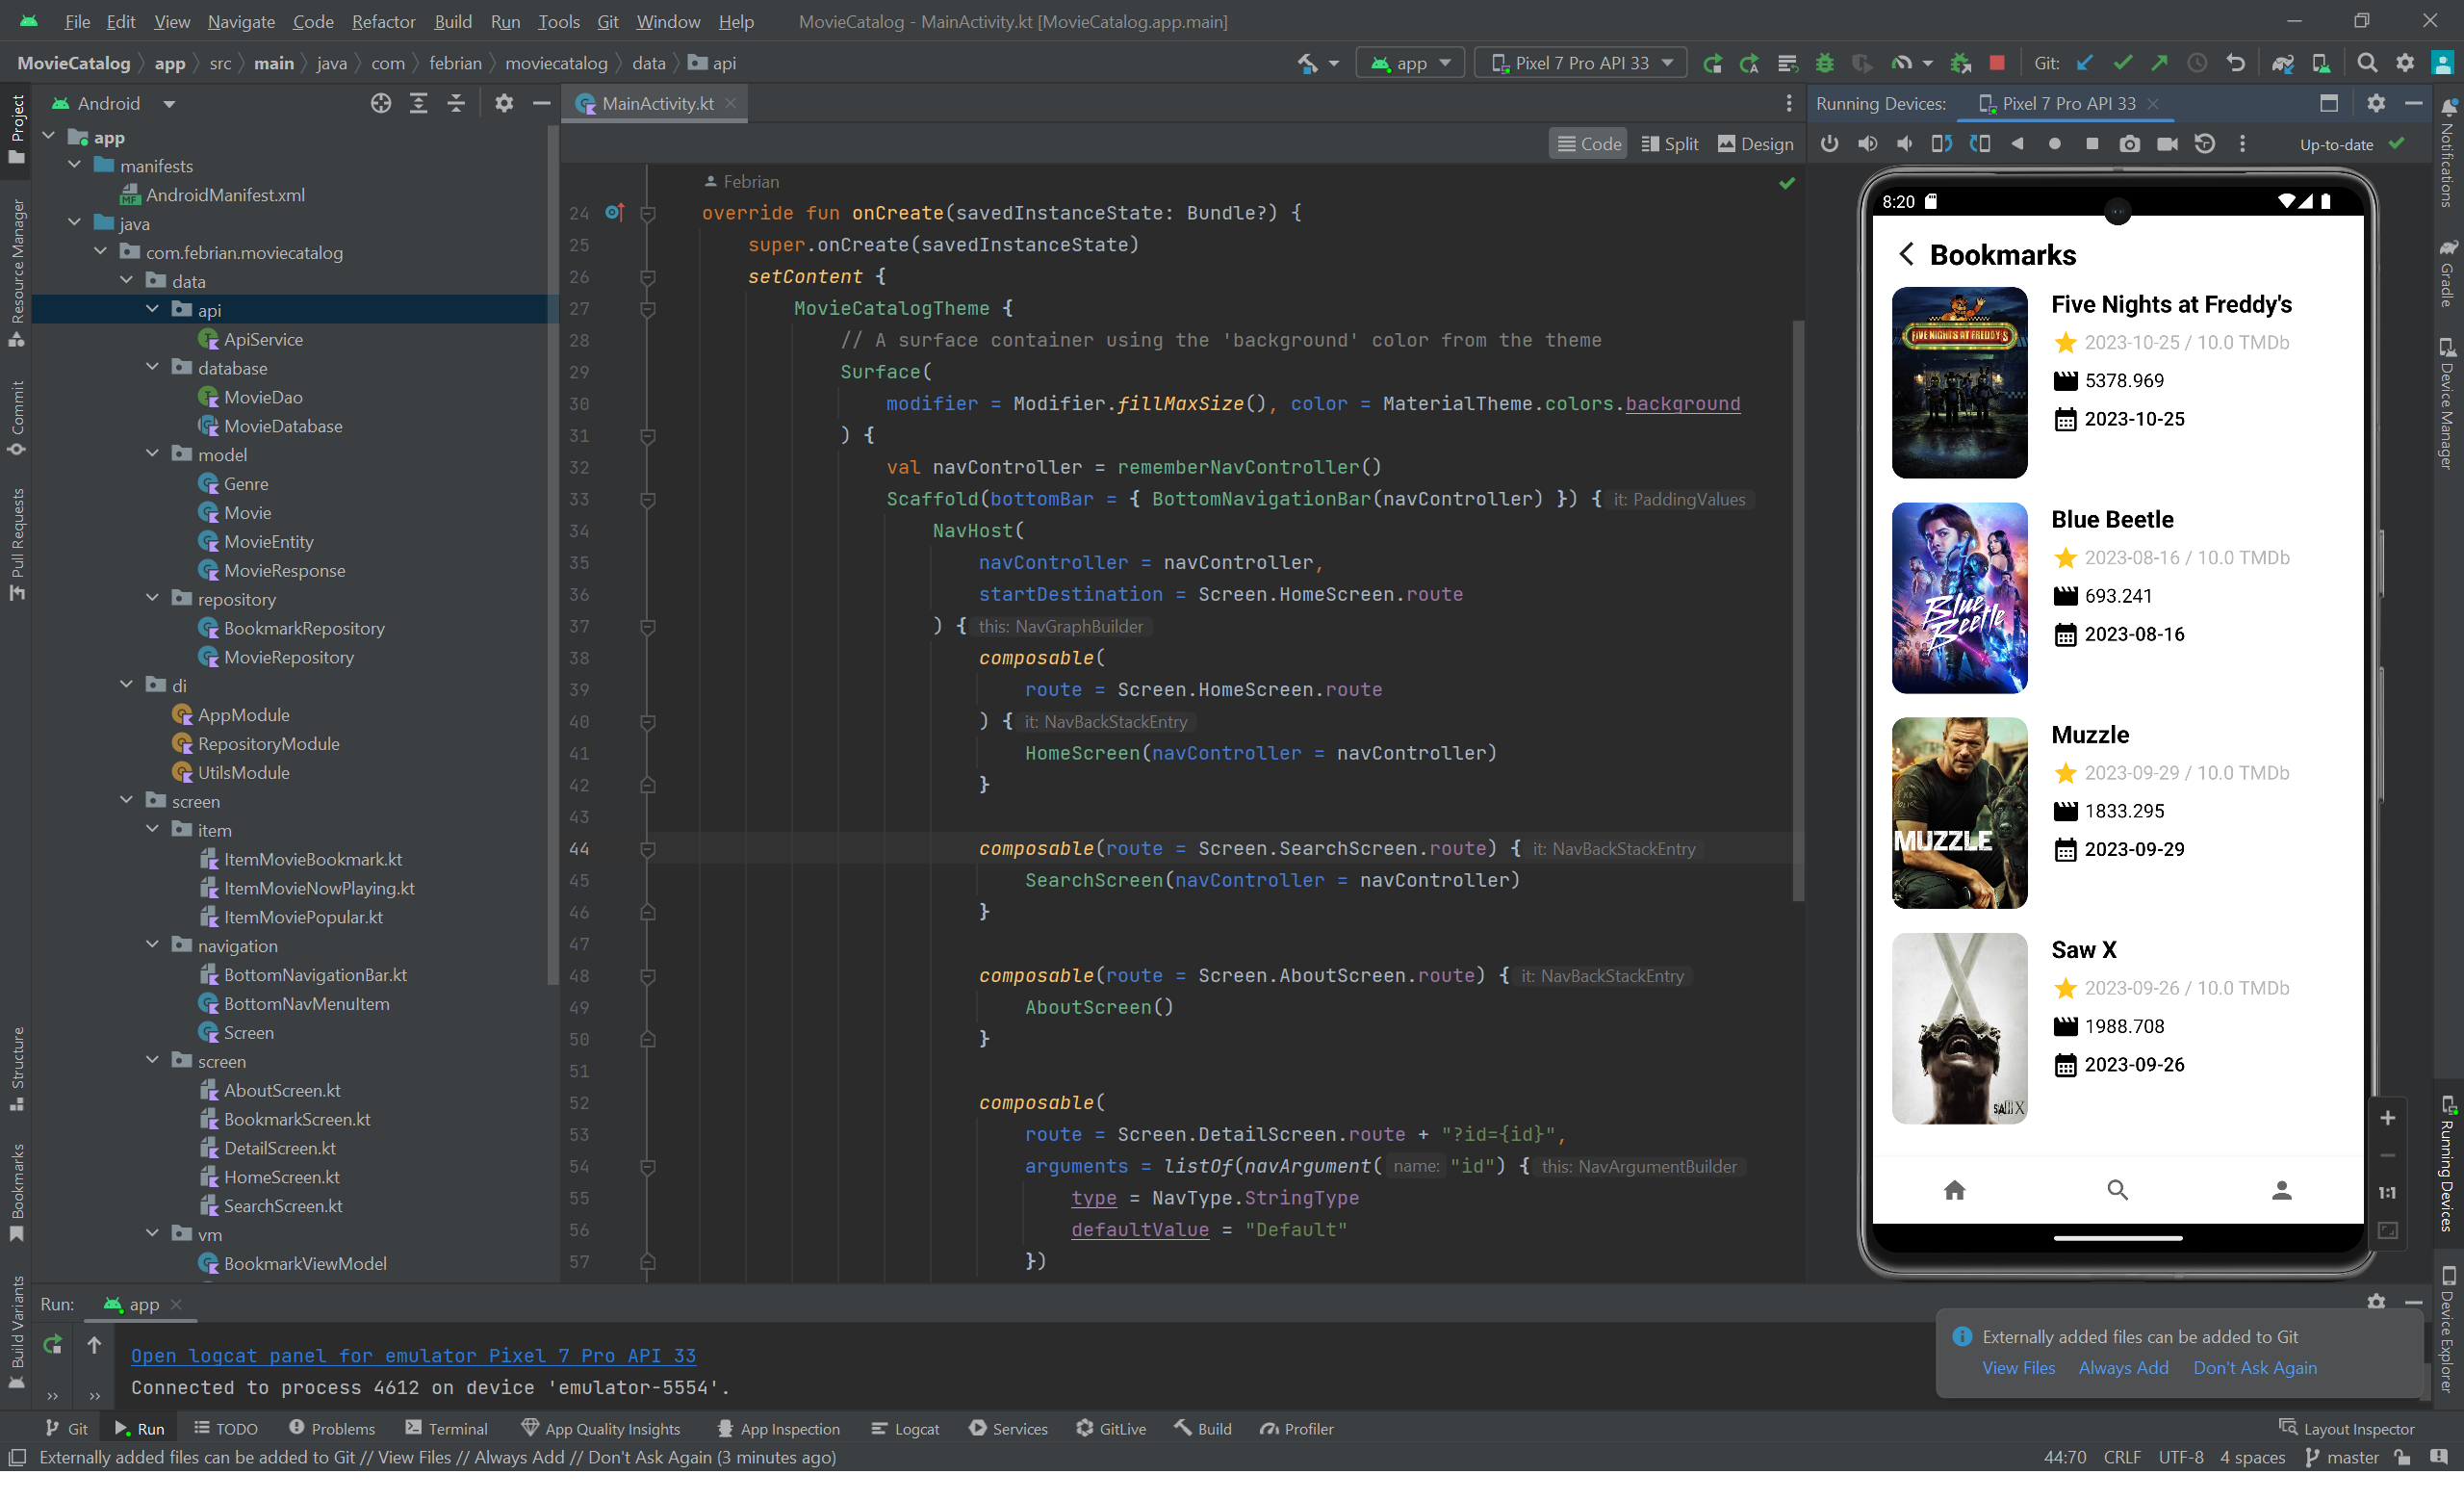 File Edit View Navigate Code Refactor Build Run Tools Git Window Help MovieCatalog - MainActivity.kt [MovieCatalog.app.main]
MovieCatalog app src main java com febrian moviecatalog data api
app Pixel 7 Pro API 33 Git:
Project
Resource Manager
Commit
Pull Requests
Structure
Bookmarks
Build Variants
Android
app
manifests
AndroidManifest.xml
java
com.febrian.moviecatalog
data
api
ApiService
database
MovieDao
MovieDatabase
model
Genre
Movie
MovieEntity
MovieResponse
repository
BookmarkRepository
MovieRepository
di
AppModule
RepositoryModule
UtilsModule
screen
item
ItemMovieBookmark.kt
ItemMovieNowPlaying.kt
ItemMoviePopular.kt
navigation
BottomNavigationBar.kt
BottomNavMenuItem
Screen
screen
AboutScreen.kt
BookmarkScreen.kt
DetailScreen.kt
HomeScreen.kt
SearchScreen.kt
vm
BookmarkViewModel
MainActivity.kt
Code Split Design
Febrian
24 override fun onCreate(savedInstanceState: Bundle?) {
25 super.onCreate(savedInstanceState)
26 setContent {
27 MovieCatalogTheme {
28 // A surface container using the 'background' color from the theme
29 Surface(
30 modifier = Modifier.fillMaxSize(), color = MaterialTheme.colors.background
31 ) {
32 val navController = rememberNavController()
33 Scaffold(bottomBar = { BottomNavigationBar(navController) }) { it: PaddingValues
34 NavHost(
35 navController = navController,
36 startDestination = Screen.HomeScreen.route
37 ) { this: NavGraphBuilder
38 composable(
39 route = Screen.HomeScreen.route
40 ) { it: NavBackStackEntry
41 HomeScreen(navController = navController)
42 }
43
44 composable(route = Screen.SearchScreen.route) { it: NavBackStackEntry
45 SearchScreen(navController = navController)
46 }
47
48 composable(route = Screen.AboutScreen.route) { it: NavBackStackEntry
49 AboutScreen()
50 }
51
52 composable(
53 route = Screen.DetailScreen.route + "?id={id}",
54 arguments = listOf(navArgument( name: "id") { this: NavArgumentBuilder
55 type = NavType.StringType
56 defaultValue = "Default"
57 })
Running Devices: Pixel 7 Pro API 33
Up-to-date
8:20
Bookmarks
FIVE NIGHTS AT FREDDY'S
Five Nights at Freddy's
2023-10-25 / 10.0 TMDb
5378.969
2023-10-25
Blue Beetle
Blue Beetle
2023-08-16 / 10.0 TMDb
693.241
2023-08-16
MUZZLE
Muzzle
2023-09-29 / 10.0 TMDb
1833.295
2023-09-29
SAW X
Saw X
2023-09-26 / 10.0 TMDb
1988.708
2023-09-26
1:1
Notifications
Gradle
Device Manager
Running Devices
Device Explorer
Run: app
Open logcat panel for emulator Pixel 7 Pro API 33
Connected to process 4612 on device 'emulator-5554'.
Externally added files can be added to Git
View Files Always Add Don't Ask Again
Git Run TODO Problems Terminal App Quality Insights App Inspection Logcat Services GitLive Build Profiler Layout Inspector
Externally added files can be added to Git // View Files // Always Add // Don't Ask Again (3 minutes ago) 44:70 CRLF UTF-8 4 spaces master